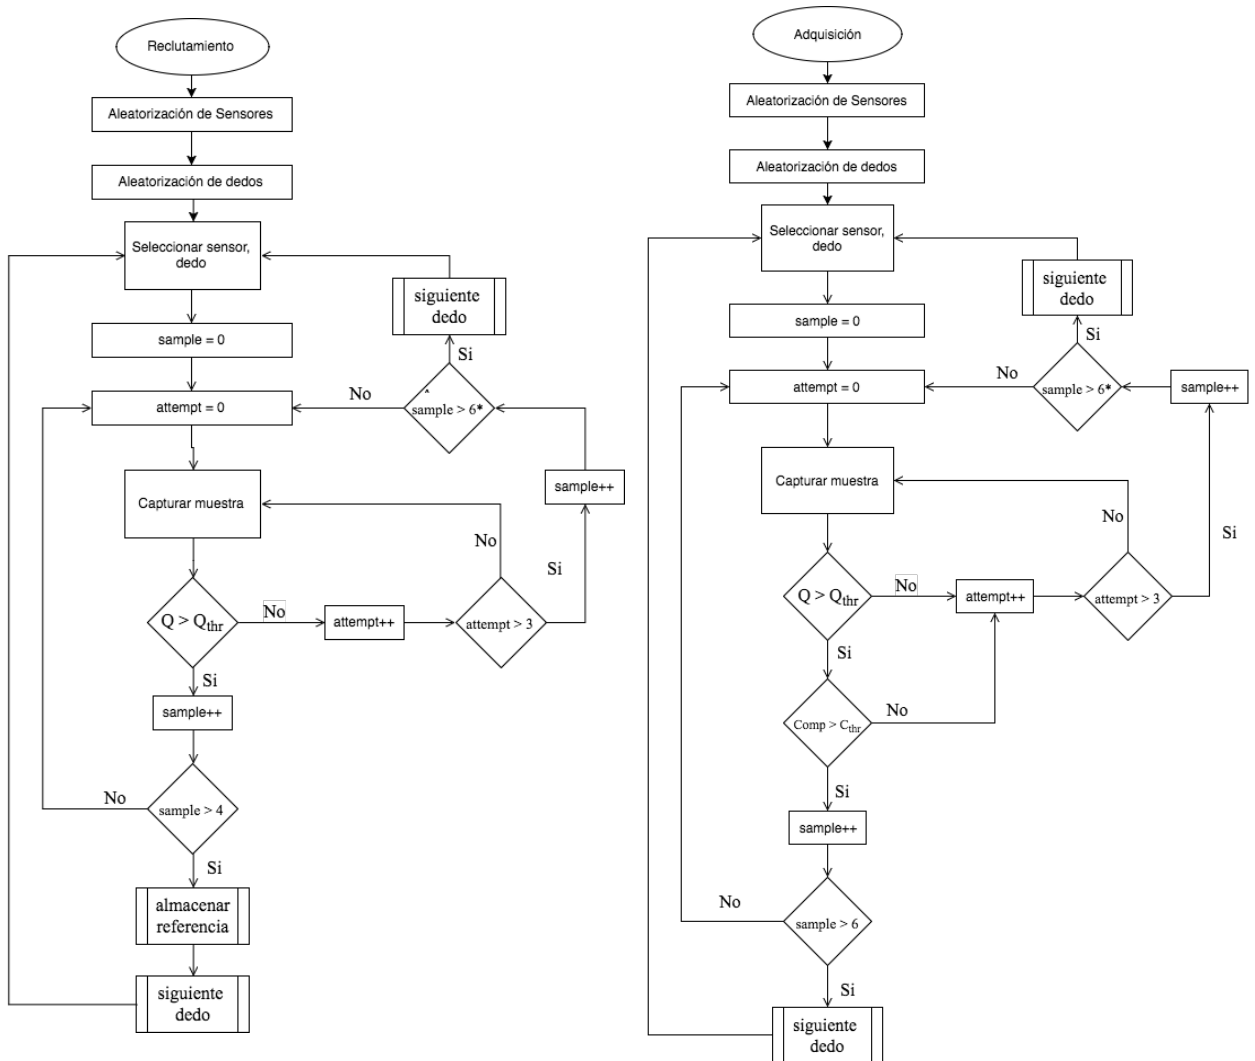 Reclutamiento
Aleatorización de Sensores
Aleatorización de dedos
Seleccionar sensor,
dedo
siguiente
dedo
Si
sample = 0
attempt = 0
No
^
sample > 6*
sample++
Capturar muestra
No
Si
Q > Qthr
No
attempt++
attempt > 3
Si
sample++
No
sample > 4
Si
almacenar
referencia
siguiente
dedo
Adquisición
Aleatorización de Sensores
Aleatorización de dedos
Seleccionar sensor,
dedo
siguiente
dedo
Si
sample = 0
attempt = 0
No
sample > 6*
sample++
Capturar muestra
No
Si
Q > Qthr
No
attempt++
attempt > 3
Si
Comp > Cthr
No
Si
sample++
No
sample > 6
Si
siguiente
dedo